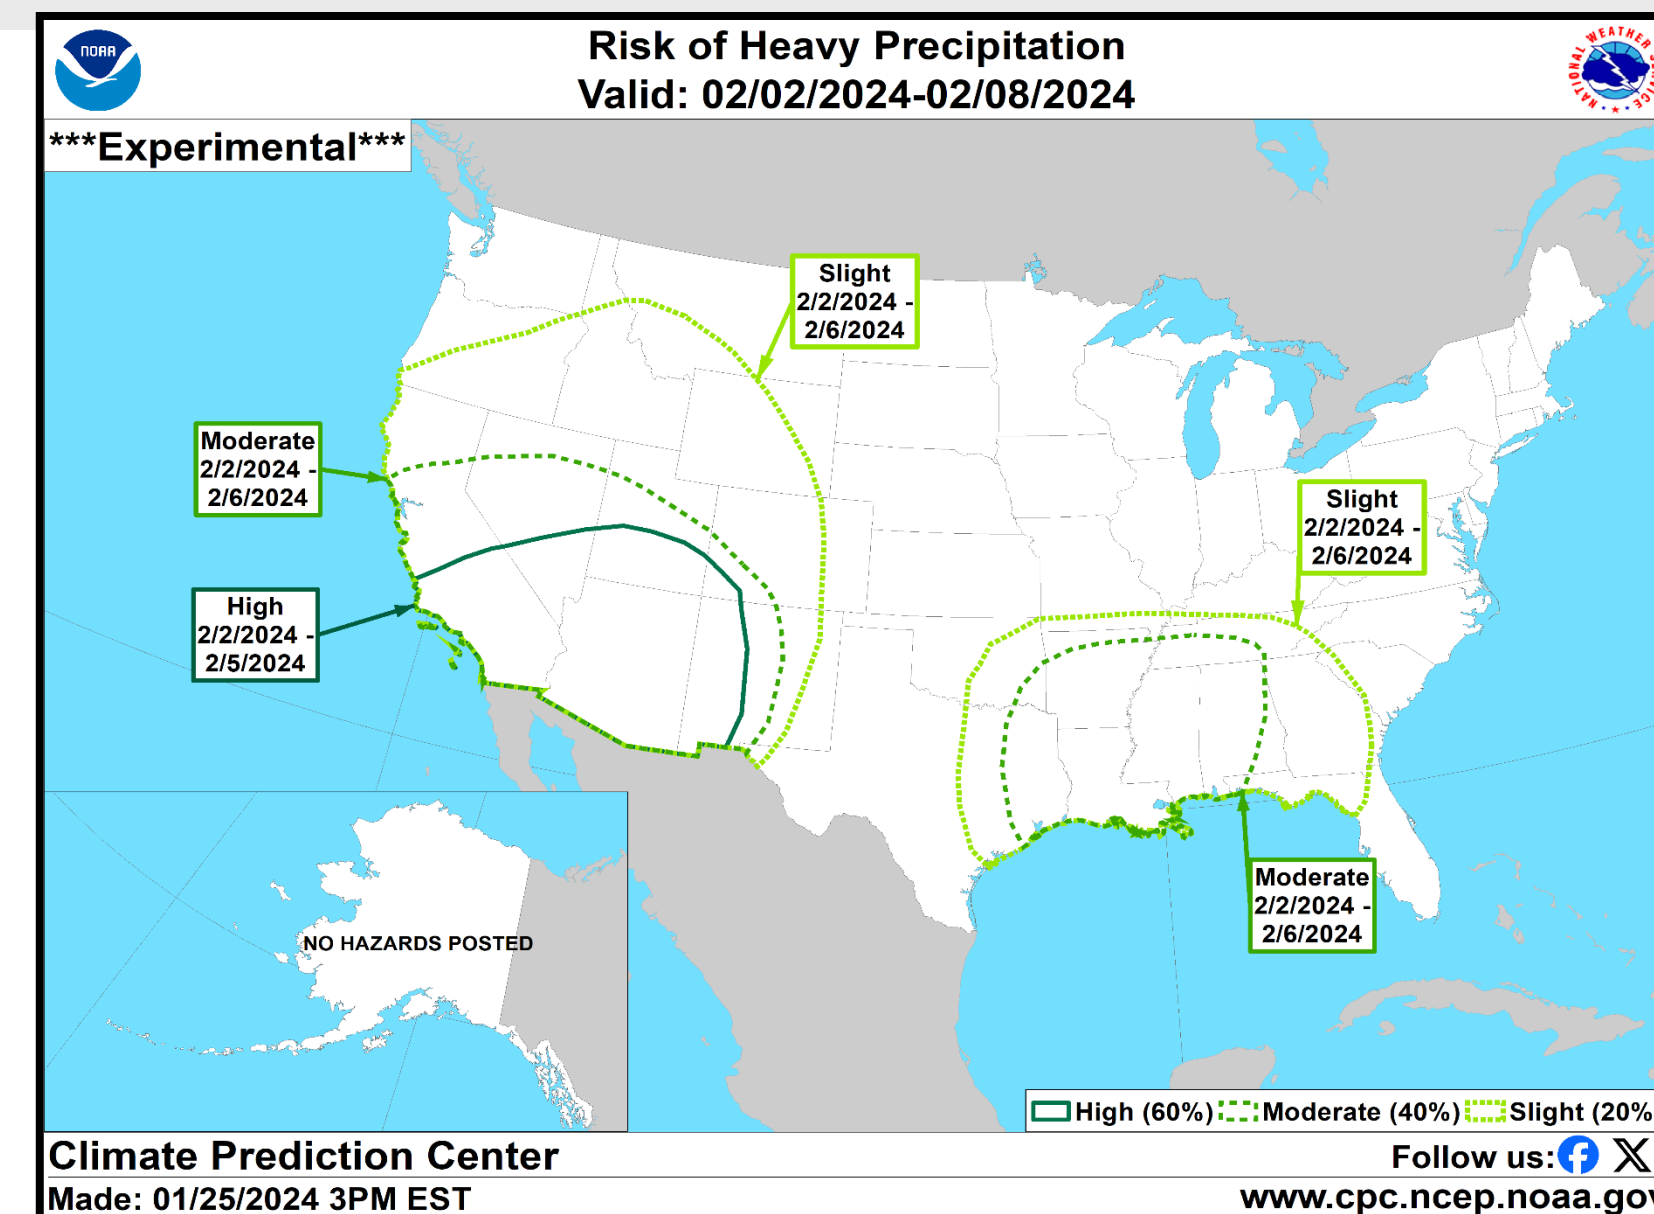 NOAA
Risk of Heavy Precipitation
Valid: 02/02/2024-02/08/2024
NATIONAL WEATHER
***Experimental***
Slight
2/2/2024 -
2/6/2024
Moderate
2/2/2024 -
2/6/2024
Slight
2/2/2024 -
2/6/2024
High
2/2/2024 -
2/5/2024
Moderate
2/2/2024 -
2/6/2024
NO HAZARDS POSTED
High (60%) Moderate (40%) Slight (20%
Climate Prediction Center
Follow us:
Made: 01/25/2024 3PM EST
www.cpc.ncep.noaa.gov